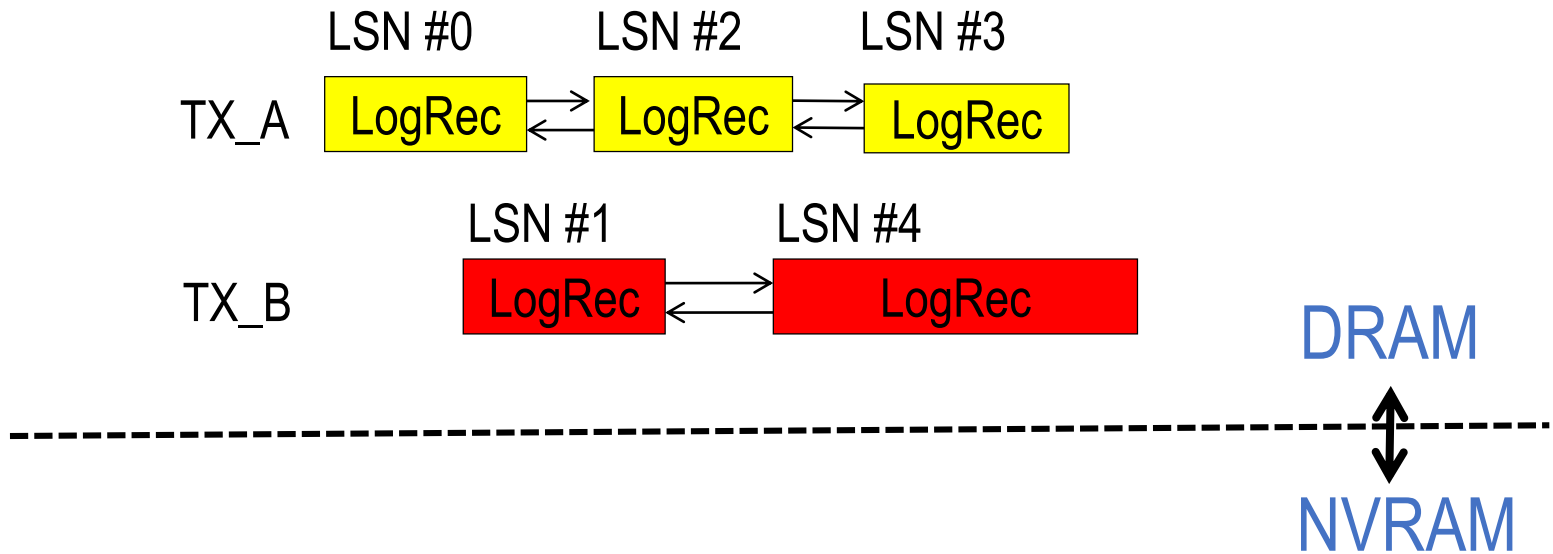 LSN #0 LSN #2 LSN #3
TX_A LogRec LogRec LogRec
LSN #1 LSN #4
TX_B LogRec LogRec
DRAM
NVRAM